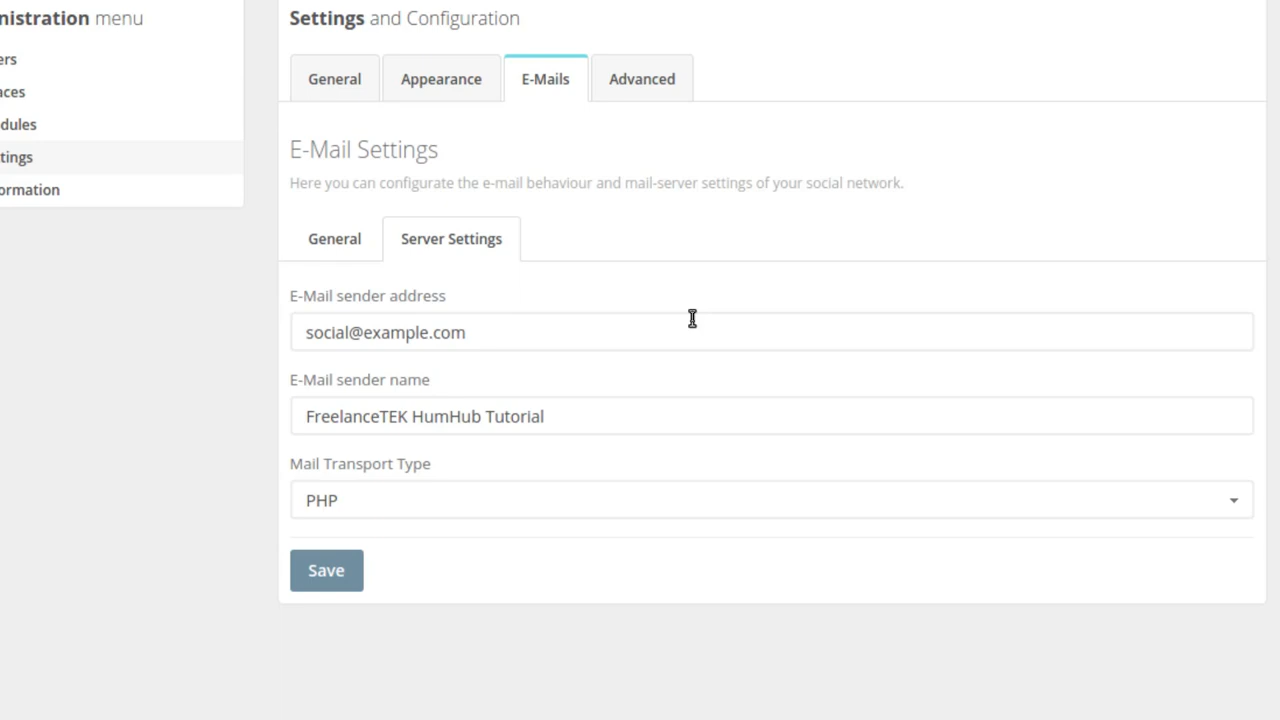 nistration menu
ers
aces
dules
tings
ormation
Settings and Configuration
General Appearance E-Mails Advanced
E-Mail Settings
Here you can configurate the e-mail behaviour and mail-server settings of your social network.
General Server Settings
E-Mail sender address
social@example.com
E-Mail sender name
FreelanceTEK HumHub Tutorial
Mail Transport Type
PHP
Save